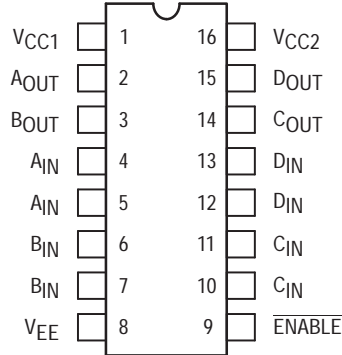 VCC1 1 16 VCC2
AOUT 2 15 DOUT
BOUT 3 14 COUT
AIN 4 13 DIN
AIN 5 12 DIN
BIN 6 11 CIN
BIN 7 10 CIN
VEE 8 9 ENABLE